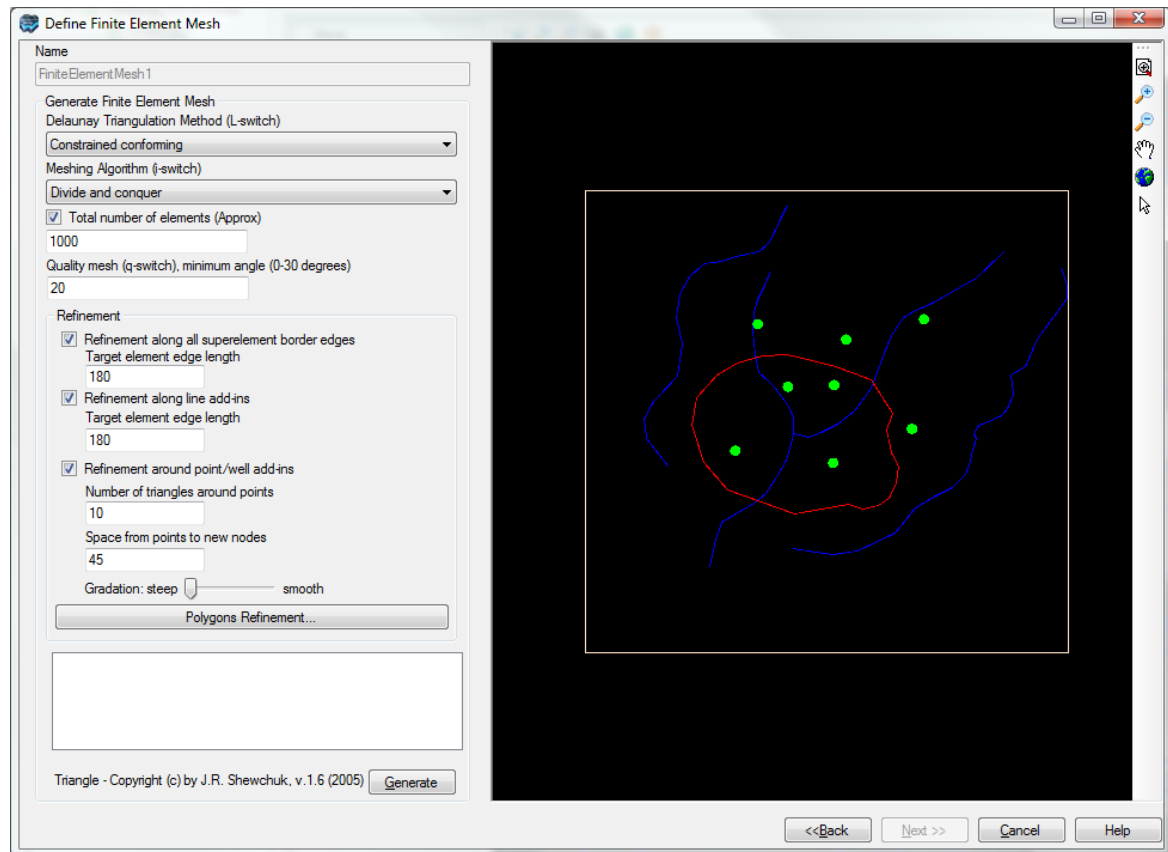 Define Finite Element Mesh
Name
FiniteElementMesh1
Generate Finite Element Mesh
Delaunay Triangulation Method (L-switch)
Constrained conforming
Meshing Algorithm (i-switch)
Divide and conquer
Total number of elements (Approx)
1000
Quality mesh (q-switch), minimum angle (0-30 degrees)
20
Refinement
Refinement along all superelement border edges
Target element edge length
180
Refinement along line add-ins
Target element edge length
180
Refinement around point/well add-ins
Number of triangles around points
10
Space from points to new nodes
45
Gradation: steep smooth
Polygons Refinement...
Triangle - Copyright (c) by J.R. Shewchuk, v.1.6 (2005) Generate
<<Back Next >> Cancel Help